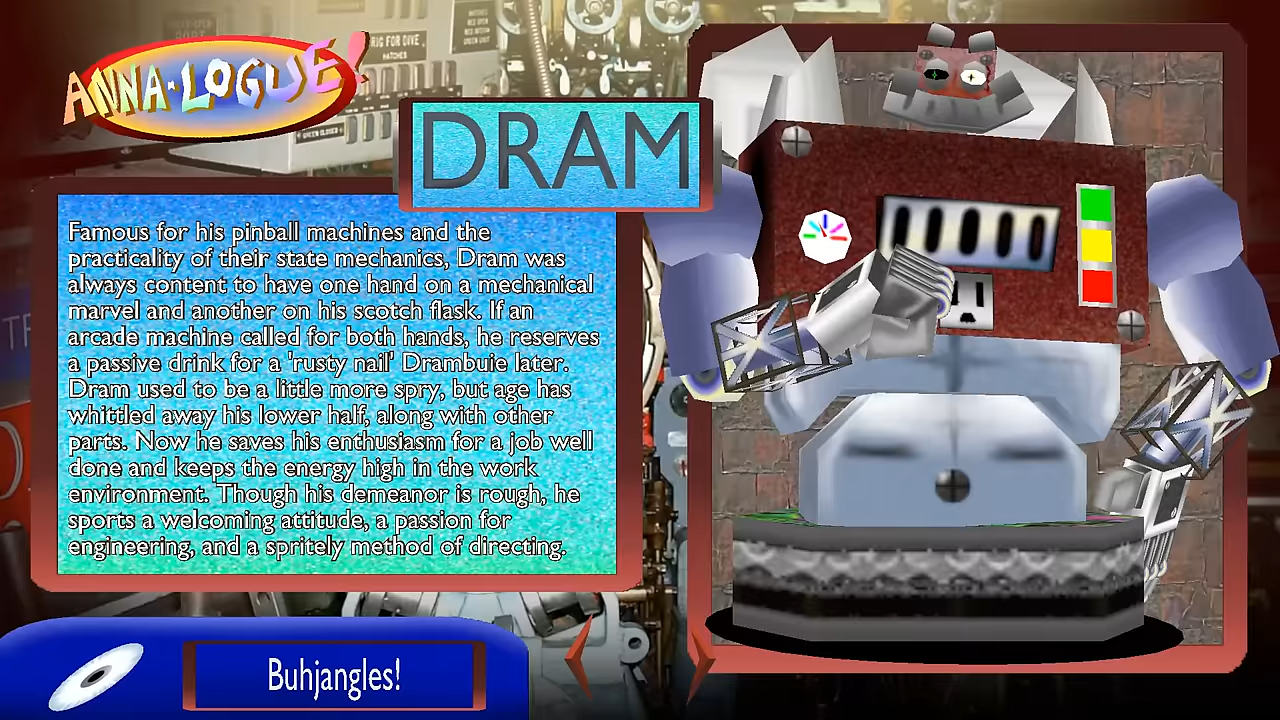 ANNA-LOGUE!
RIG FOR DIVE
HATCHES
DRAM
Famous for his pinball machines and the
practicality of their state mechanics, Dram was
always content to have one hand on a mechanical
marvel and another on his scotch flask. If an
arcade machine called for both hands, he reserves
a passive drink for a 'rusty nail' Drambuie later.
Dram used to be a little more spry, but age has
whittled away his lower half, along with other
parts. Now he saves his enthusiasm for a job well
done and keeps the energy high in the work
environment. Though his demeanor is rough, he
sports a welcoming attitude, a passion for
engineering, and a spritely method of directing.
Buhjangles!